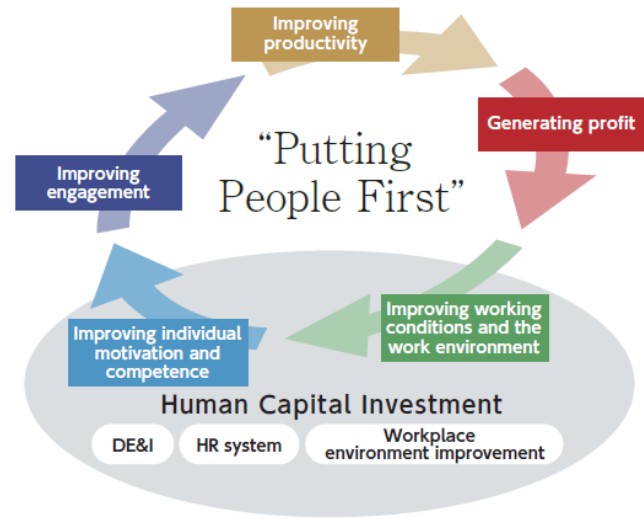 Improving
productivity
Generating profit
“Putting
People First”
Improving
engagement
Improving working
conditions and the
work environment
Improving individual
motivation and
competence
Human Capital Investment
DE&I
HR system
Workplace
environment improvement